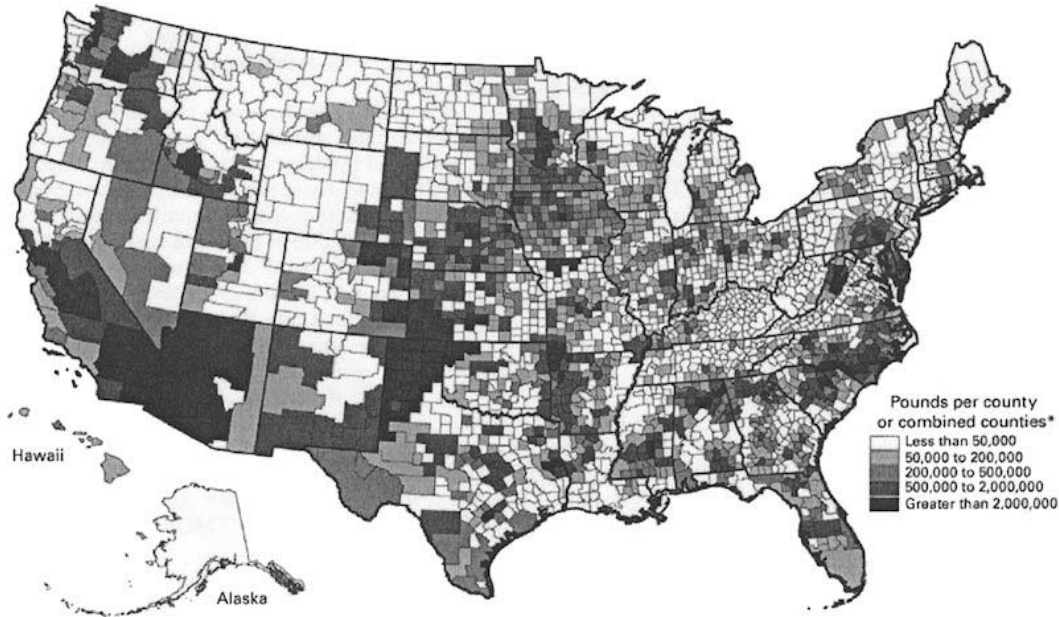 Pounds per county
or combined counties*
Less than 50,000
50,000 to 200,000
200,000 to 500,000
500,000 to 2,000,000
Greater than 2,000,000
Hawaii
Alaska